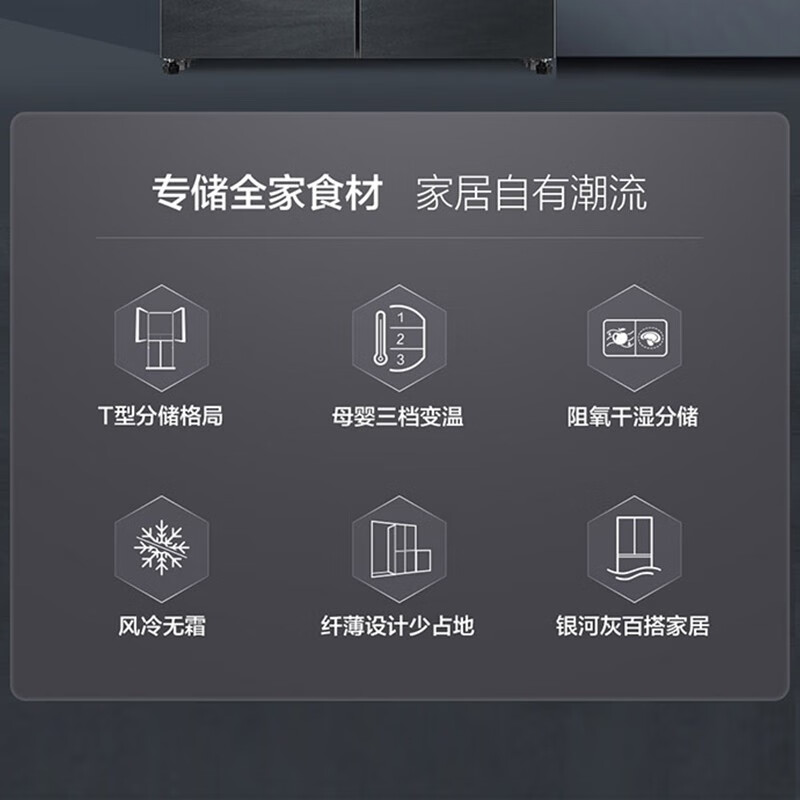 专储全家食材 家居自有潮流
1
2
3
T型分储格局 母婴三档变温 阻氧干湿分储
风冷无霜 纤薄设计少占地 银河灰百搭家居